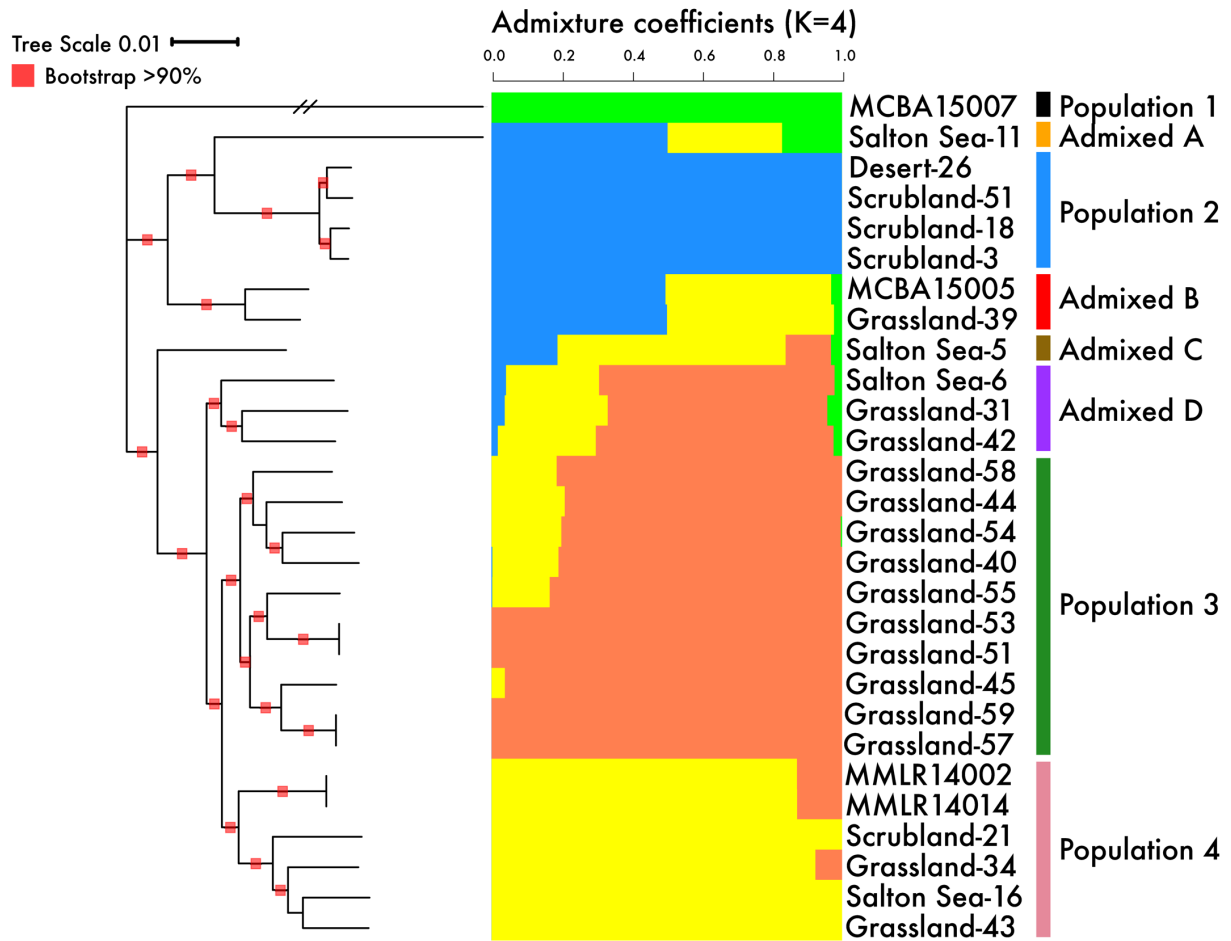 Admixture coefficients (K=4)
Tree Scale 0.01
Bootstrap >90%
0.0 0.2 0.4 0.6 0.8 1.0
MCBA15007 Population 1
Salton Sea-11 Admixed A
Desert-26
Scrubland-51
Population 2
Scrubland-18
Scrubland-3
MCBA15005
Admixed B
Grassland-39
Salton Sea-5 Admixed C
Salton Sea-6
Grassland-31 Admixed D
Grassland-42
Grassland-58
Grassland-44
Grassland-54
Grassland-40
Grassland-55
Population 3
Grassland-53
Grassland-51
Grassland-45
Grassland-59
Grassland-57
MMLR14002
MMLR14014
Scrubland-21
Population 4
Grassland-34
Salton Sea-16
Grassland-43